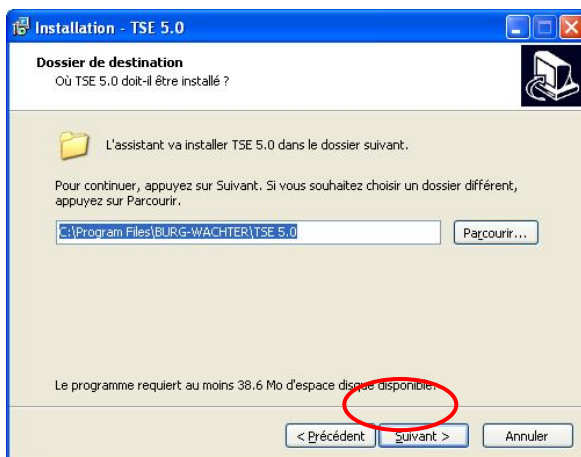 Installation - TSE 5.0
Dossier de destination
Où TSE 5.0 doit-il être installé ?
L'assistant va installer TSE 5.0 dans le dossier suivant.
Pour continuer, appuyez sur Suivant. Si vous souhaitez choisir un dossier différent,
appuyez sur Parcourir.
C:\Program Files\BURG-WACHTER\TSE 5.0
Parcourir...
Le programme requiert au moins 38.6 Mo d'espace disque disponible.
< Précédent
Suivant >
Annuler